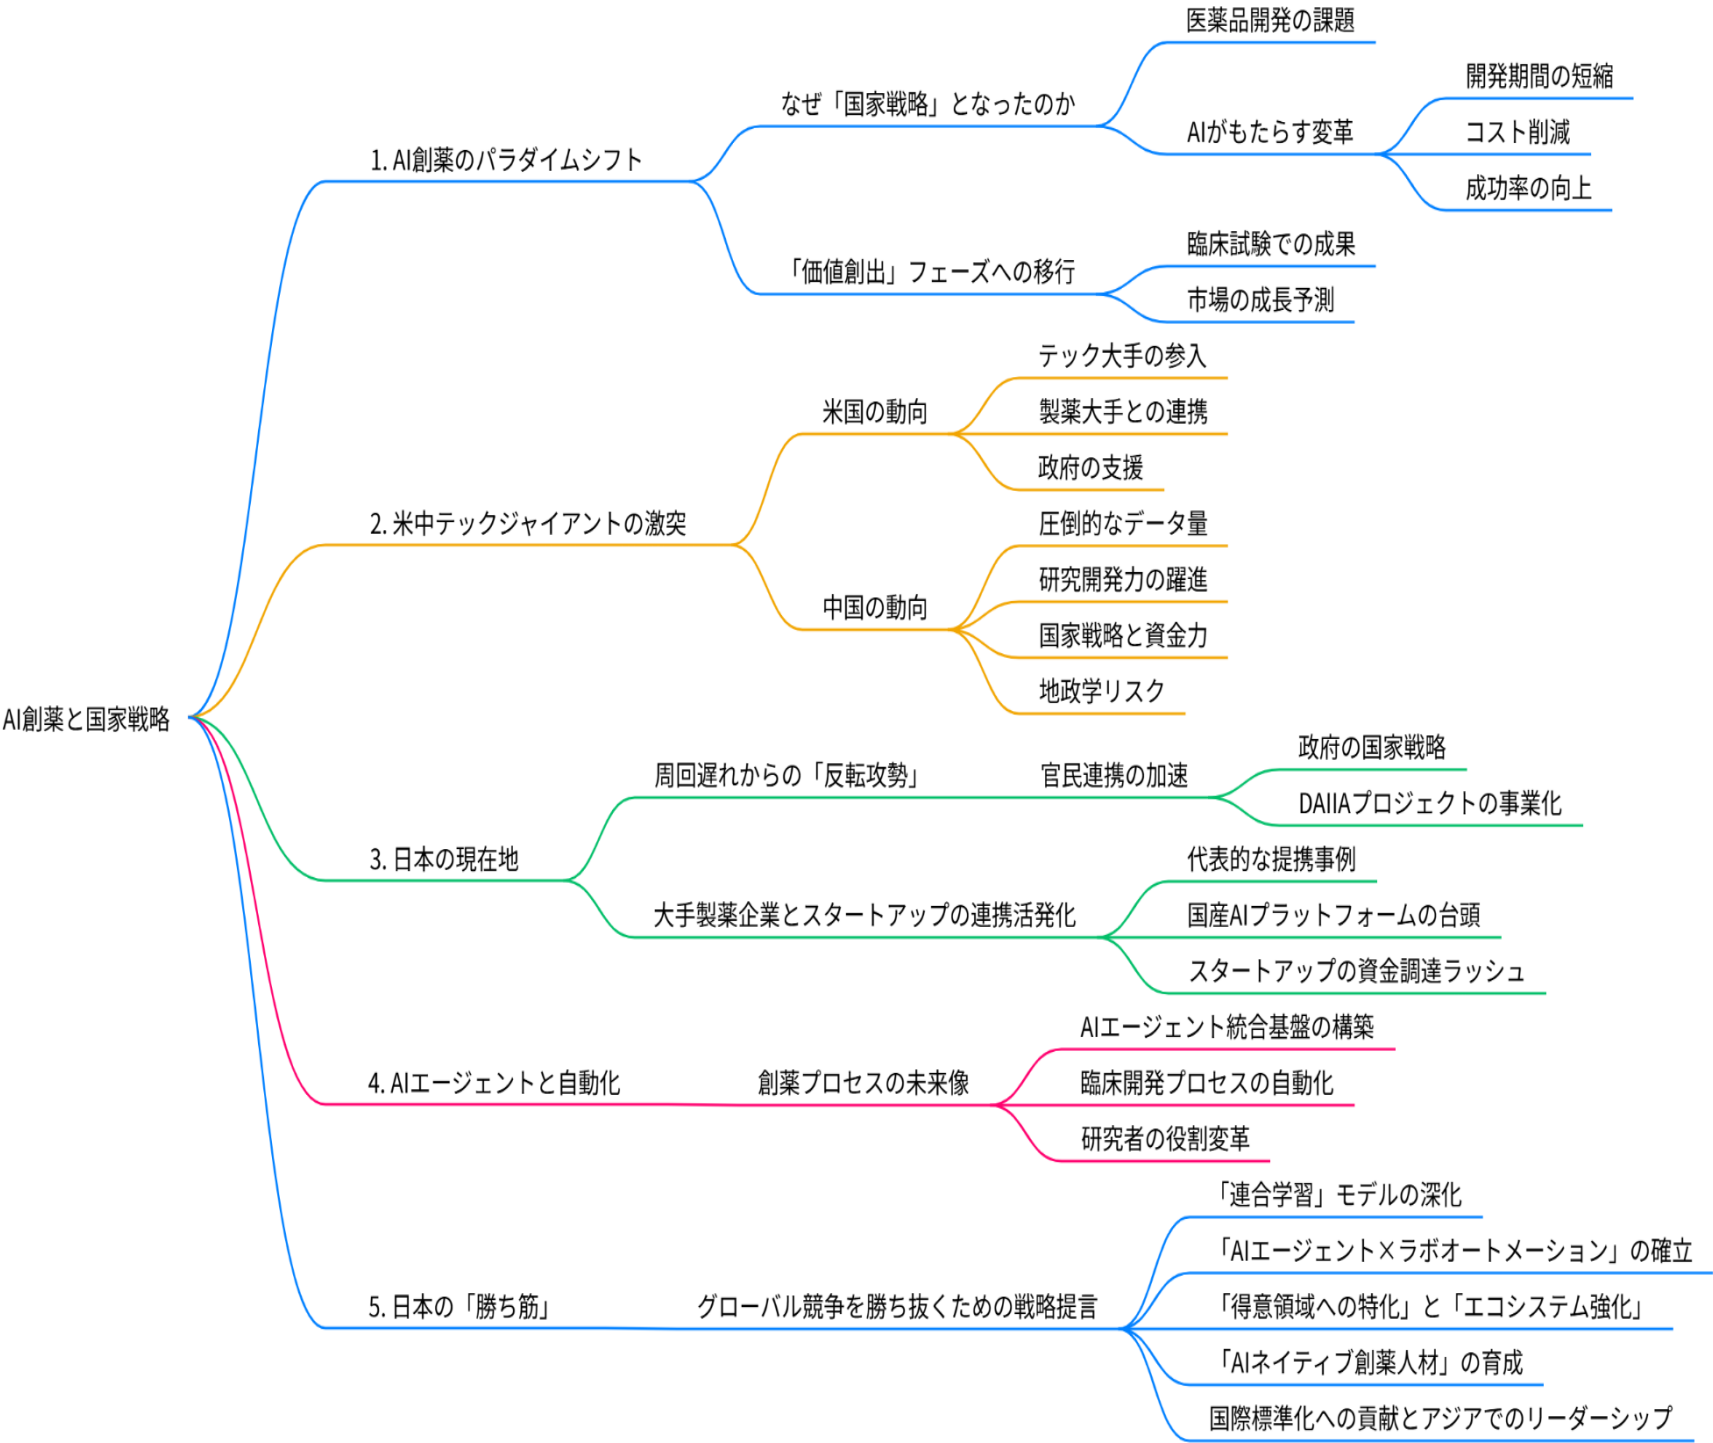 AI創薬と国家戦略
1. AI創薬のパラダイムシフト
なぜ「国家戦略」となったのか
医薬品開発の課題
AIがもたらす変革
開発期間の短縮
コスト削減
成功率の向上
「価値創出」フェーズへの移行
臨床試験での成果
市場の成長予測
2. 米中テックジャイアントの激突
米国の動向
テック大手の参入
製薬大手との連携
政府の支援
中国の動向
圧倒的なデータ量
研究開発力の躍進
国家戦略と資金力
地政学リスク
3. 日本の現在地
周回遅れからの「反転攻勢」
官民連携の加速
政府の国家戦略
DAIIAプロジェクトの事業化
大手製薬企業とスタートアップの連携活発化
代表的な提携事例
国産AIプラットフォームの台頭
スタートアップの資金調達ラッシュ
4. AIエージェントと自動化
創薬プロセスの未来像
AIエージェント統合基盤の構築
臨床開発プロセスの自動化
研究者の役割変革
5. 日本の「勝ち筋」
グローバル競争を勝ち抜くための戦略提言
「連合学習」モデルの深化
「AIエージェント×ラボオートメーション」の確立
「得意領域への特化」と「エコシステム強化」
「AIネイティブ創薬人材」の育成
国際標準化への貢献とアジアでのリーダーシップ